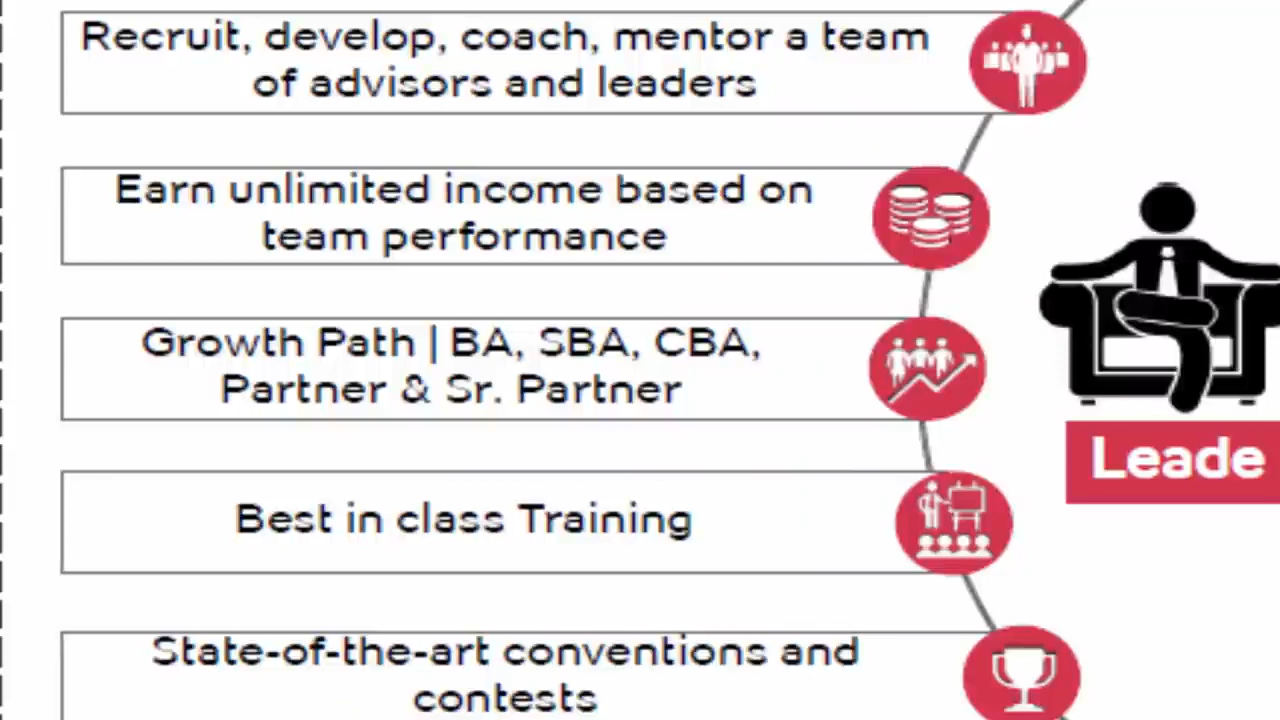 Recruit, develop, coach, mentor a team
of advisors and leaders
Earn unlimited income based on
team performance
Growth Path | BA, SBA, CBA,
Partner & Sr. Partner
Best in class Training
State-of-the-art conventions and
contests
Leade